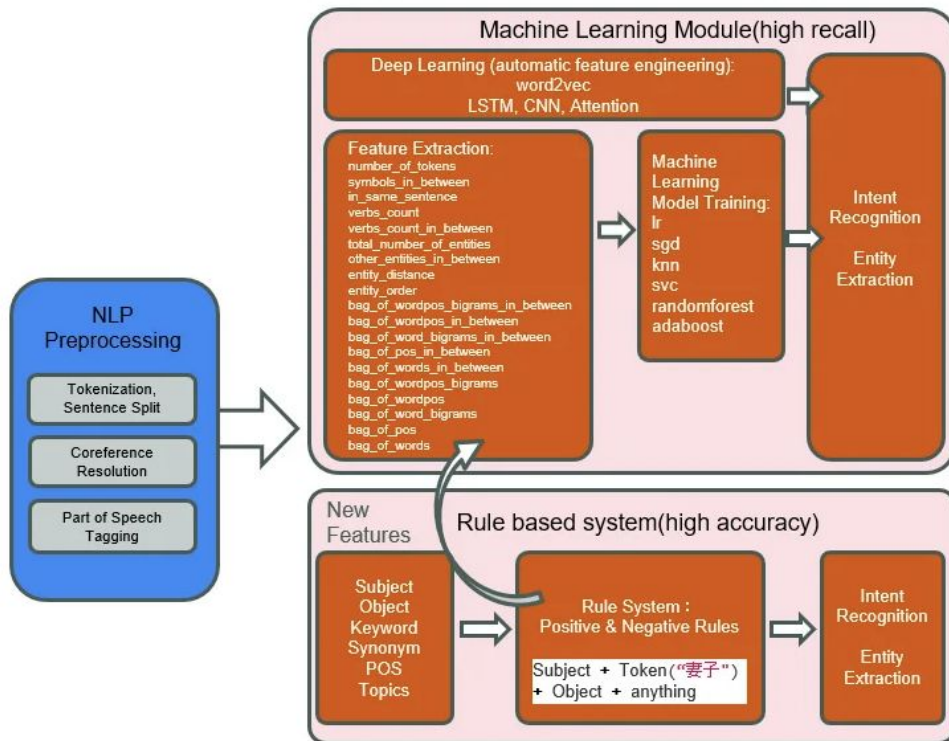 Machine Learning Module(high recall)
Deep Learning (automatic feature engineering):
word2vec
LSTM, CNN, Attention
Feature Extraction:
number_of_tokens
symbols_in_between
in_same_sentence
verbs_count
verbs_count_in_between
total_number_of_entities
other_entities_in_between
entity_distance
entity_order
bag_of_wordpos_bigrams_in_between
bag_of_wordpos_in_between
bag_of_word_bigrams_in_between
bag_of_pos_in_between
bag_of_words_in_between
bag_of_wordpos_bigrams
bag_of_wordpos
bag_of_word_bigrams
bag_of_pos
bag_of_words
Machine
Learning
Model Training:
lr
sgd
knn
svc
randomforest
adaboost
Intent
Recognition
Entity
Extraction
NLP
Preprocessing
Tokenization,
Sentence Split
Coreference
Resolution
Part of Speech
Tagging
New
Features
Rule based system(high accuracy)
Subject
Object
Keyword
Synonym
POS
Topics
Rule System :
Positive & Negative Rules
Subject + Token(“妻子”)
+ Object + anything
Intent
Recognition
Entity
Extraction